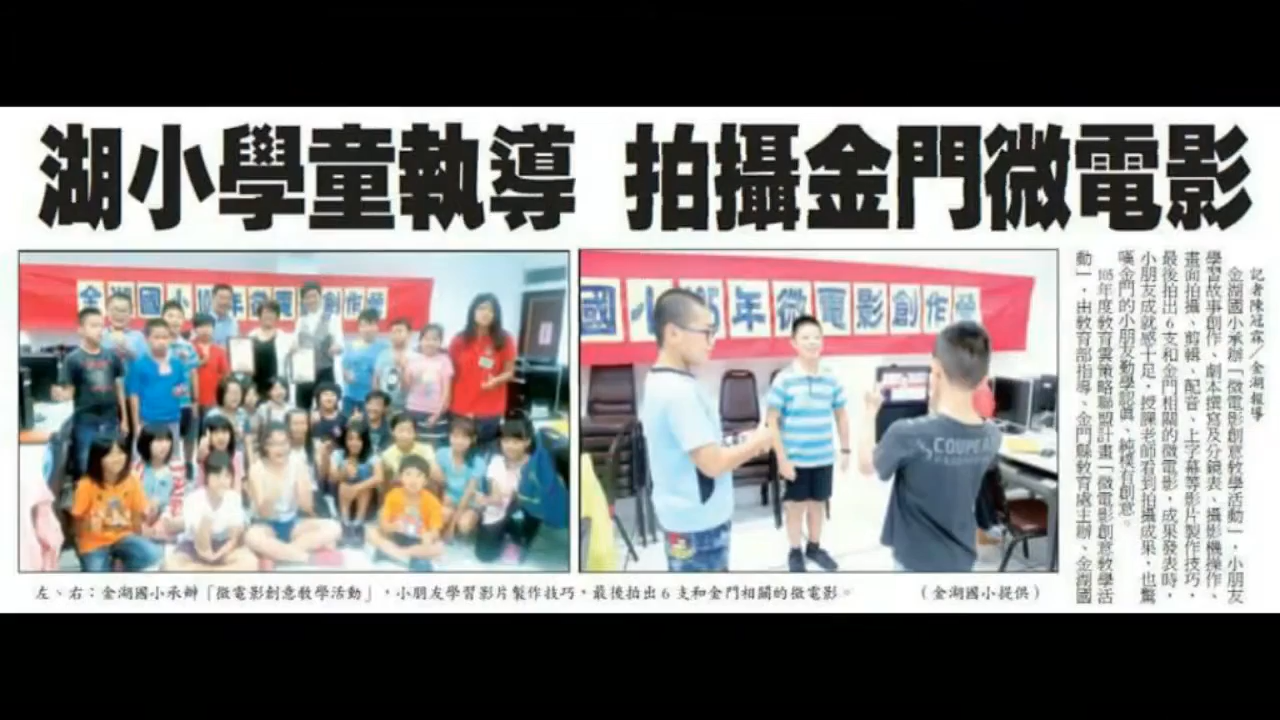 湖小學童執導 拍攝金門微電影
金湖國小105年微電影創作營
國小105年微電影創作營
COUPEA
左、右：金湖國小承辦「微電影創意教學活動」，小朋友學習影片製作技巧，最後拍出6支和金門相關的微電影。 （金湖國小提供）
記者陳冠霖／金湖報導
金湖國小承辦「微電影創意教學活動」，小朋友
學習故事創作、劇本撰寫及分鏡表、攝影機操作、
畫面拍攝、剪輯、配音、上字幕等影片製作技巧，
最後拍出6支和金門相關的微電影，成果發表時，
小朋友成就感十足，授課老師看到拍攝成果，也驚
嘆金門的小朋友勤學認真、純樸有創意。
105年度教育雲策略聯盟計畫「微電影創意教學活
動」，由教育部指導、金門縣教育處主辦、金湖國